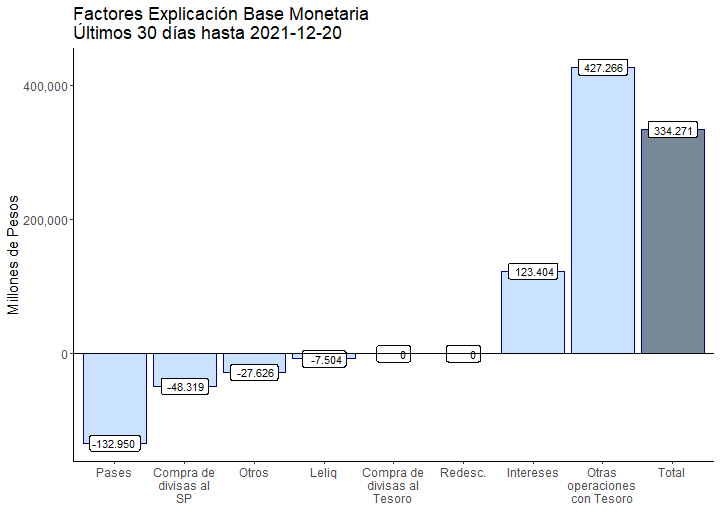 Factores Explicación Base Monetaria
Últimos 30 días hasta 2021-12-20
Millones de Pesos
400,000
200,000
0
-132.950
-48.319
-27.626
-7.504
0
0
123.404
427.266
334.271
Pases
Compra de
divisas al
SP
Otros
Leliq
Compra de
divisas al
Tesoro
Redesc.
Intereses
Otras
operaciones
con Tesoro
Total